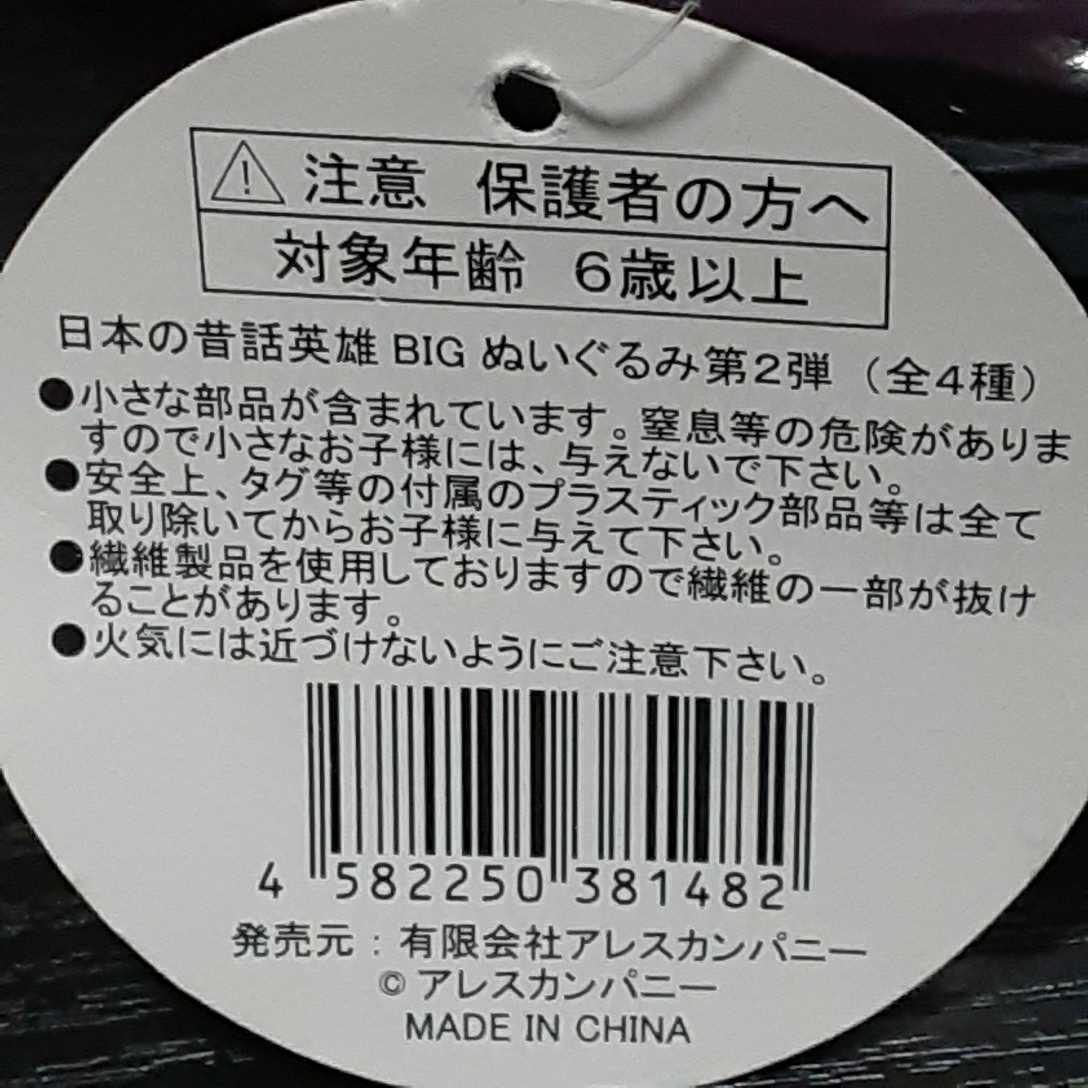 注意 保護者の方へ
対象年齢 6歳以上
日本の昔話英雄 BIG ぬいぐるみ第2弾 (全4種)
●小さな部品が含まれています。窒息等の危険がありま
すので小さなお子様には、与えないで下さい。
●安全上、タグ等の付属のプラスティック部品等は全て
取り除いてからお子様に与えて下さい。
●繊維製品を使用しておりますので繊維の一部が抜け
ることがあります。
●火気には近づけないようにご注意下さい。
4 582250 381482
発売元:有限会社アレスカンパニー
© アレスカンパニー
MADE IN CHINA